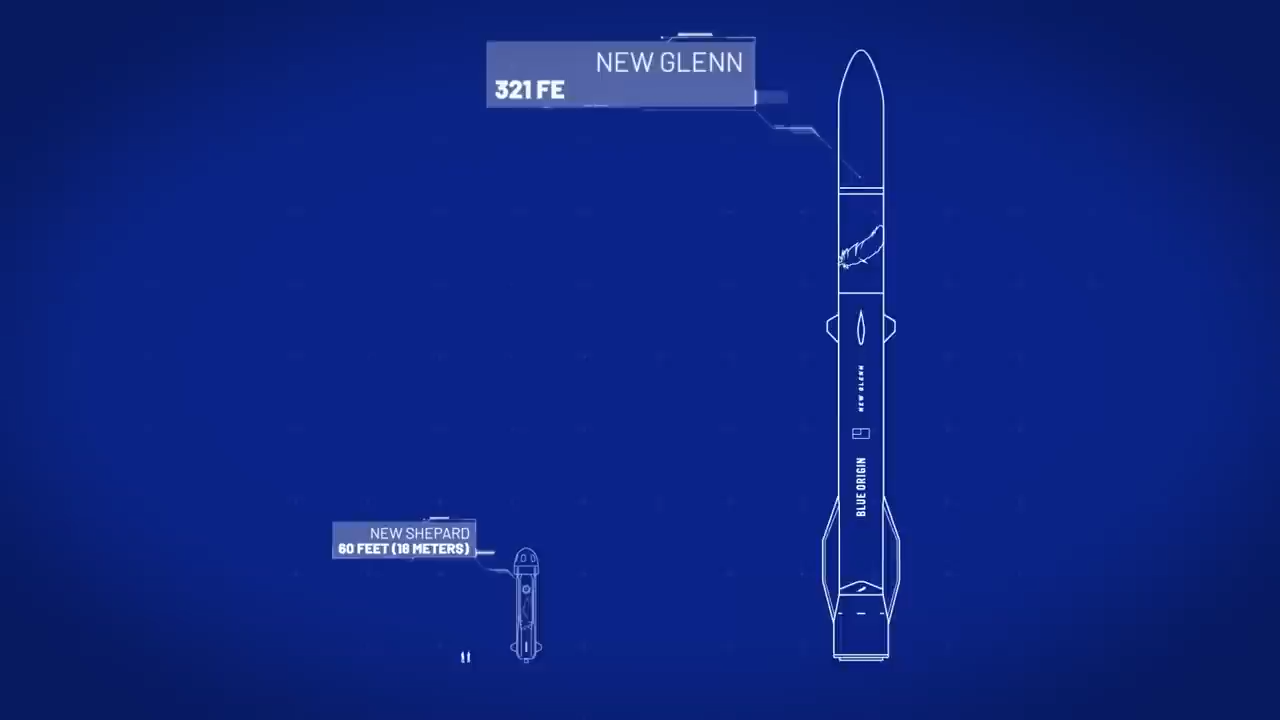 NEW GLENN
321 FE
NEW GLENN
BLUE ORIGIN
NEW SHEPARD
60 FEET (18 METERS)